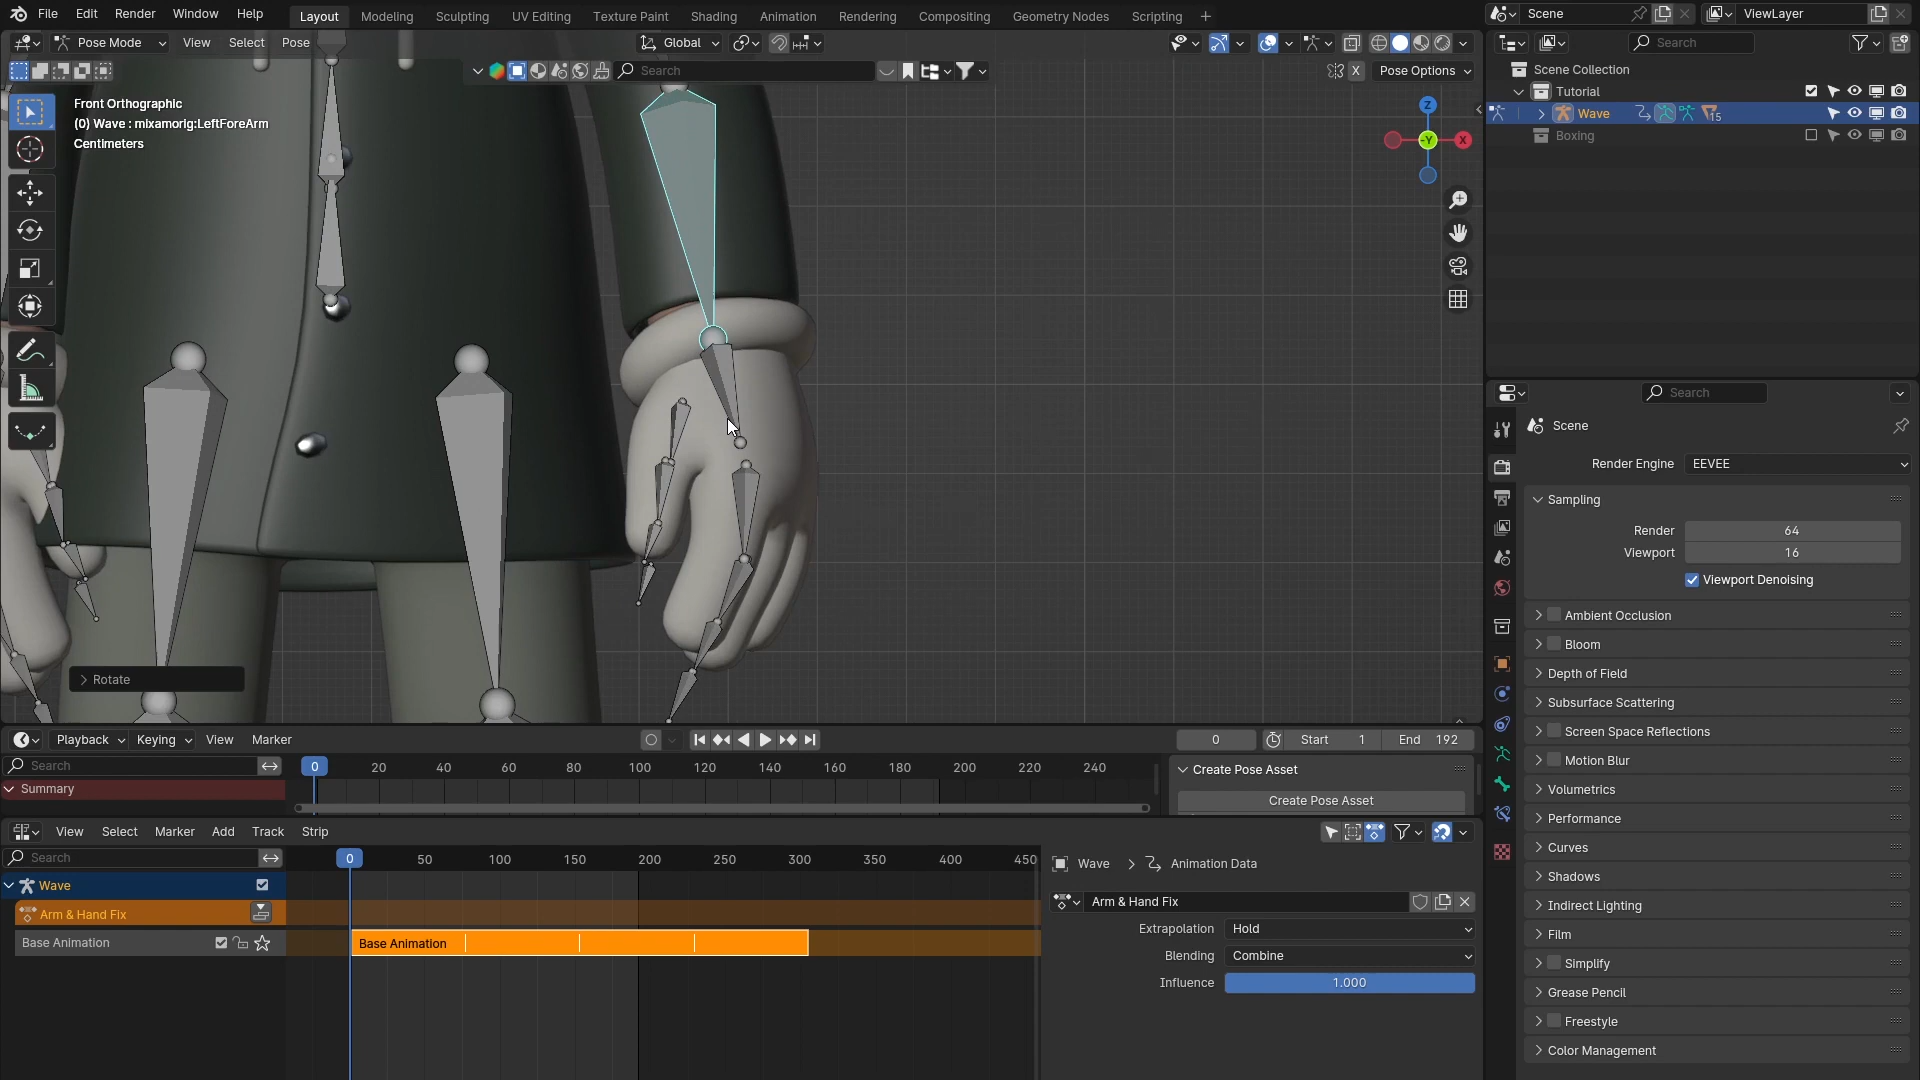 File Edit Render Window Help Layout Modeling Sculpting UV Editing Texture Paint Shading Animation Rendering Compositing Geometry Nodes Scripting + Scene ViewLayer
Pose Mode View Select Pose Global Search
Search X Pose Options
Scene Collection
Tutorial
Wave 15
Boxing
Front Orthographic
(0) Wave : mixamorig:LeftForeArm
Centimeters
Z
-Y
X
Search
Scene
Render Engine EEVEE
Sampling
Render 64
Viewport 16
Viewport Denoising
Ambient Occlusion
Bloom
Depth of Field
Subsurface Scattering
Screen Space Reflections
Motion Blur
Volumetrics
Performance
Curves
Shadows
Indirect Lighting
Film
Simplify
Grease Pencil
Freestyle
Color Management
Rotate
Playback Keying View Marker 0 Start 1 End 192
Search 0 20 40 60 80 100 120 140 160 180 200 220 240
Summary
Create Pose Asset
Create Pose Asset
View Select Marker Add Track Strip
Search 0 50 100 150 200 250 300 350 400 450
Wave
Arm & Hand Fix
Base Animation Base Animation
Wave > Animation Data
Arm & Hand Fix
Extrapolation Hold
Blending Combine
Influence 1.000